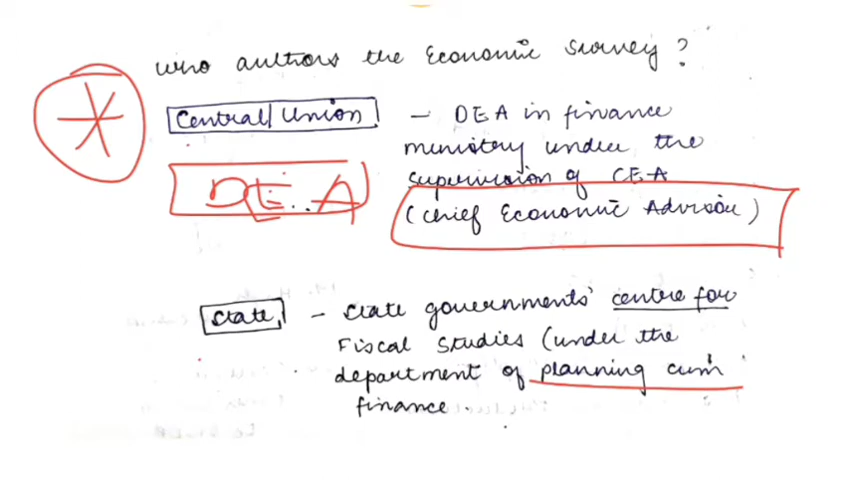 who authors the Economic Survey?
Central/Union - DEA in finance
ministry under the
supervision of CEA
DE..A
(Chief Economic Advisor)
State, - State governments' centre for
Fiscal Studies (under the
department of planning cum
finance.